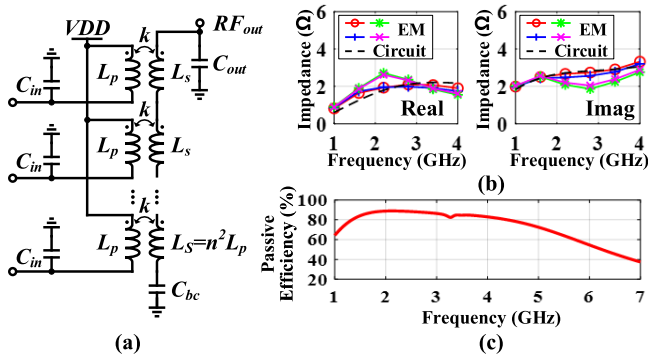 VDD
k
RFout
Cin
Lp
Ls
Cout
k
Cin
Lp
Ls
k
Cin
Lp
LS=n²Lp
Cbc
(a)
Impedance (Ω)
6
4
2
0
EM
Circuit
Real
1 2 3 4
Frequency (GHz)
Impedance (Ω)
6
4
2
0
EM
Circuit
Imag
1 2 3 4
Frequency (GHz)
(b)
Passive
Efficiency (%)
100
80
60
40
20
1 2 3 4 5 6 7
Frequency (GHz)
(c)